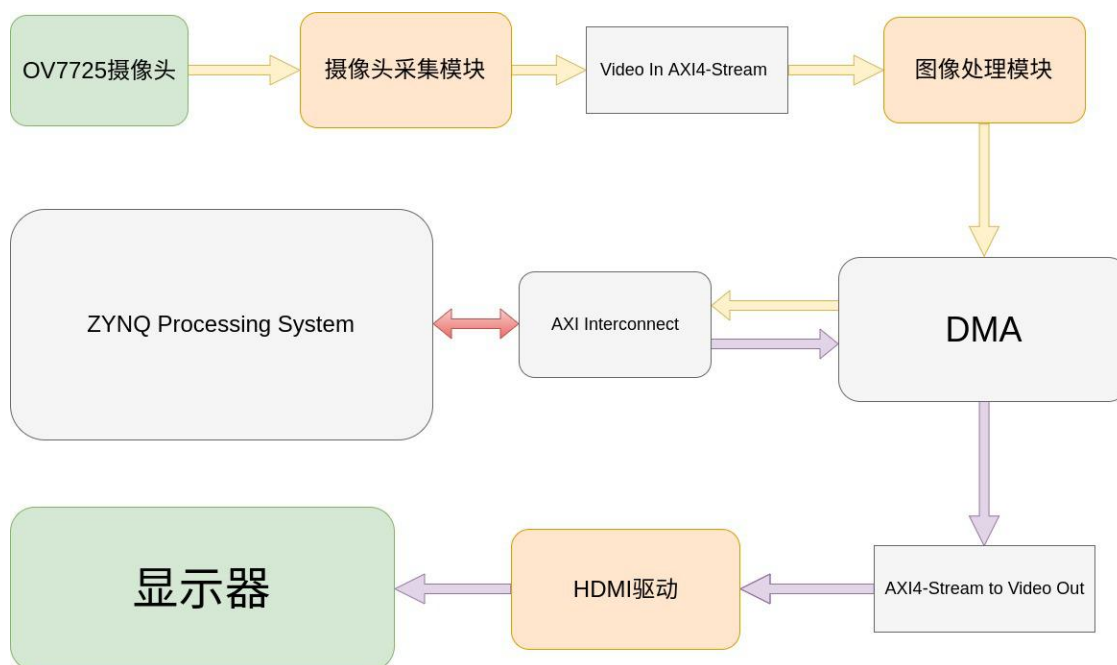 OV7725摄像头
摄像头采集模块
Video In AXI4-Stream
图像处理模块
ZYNQ Processing System
AXI Interconnect
DMA
显示器
HDMI驱动
AXI4-Stream to Video Out